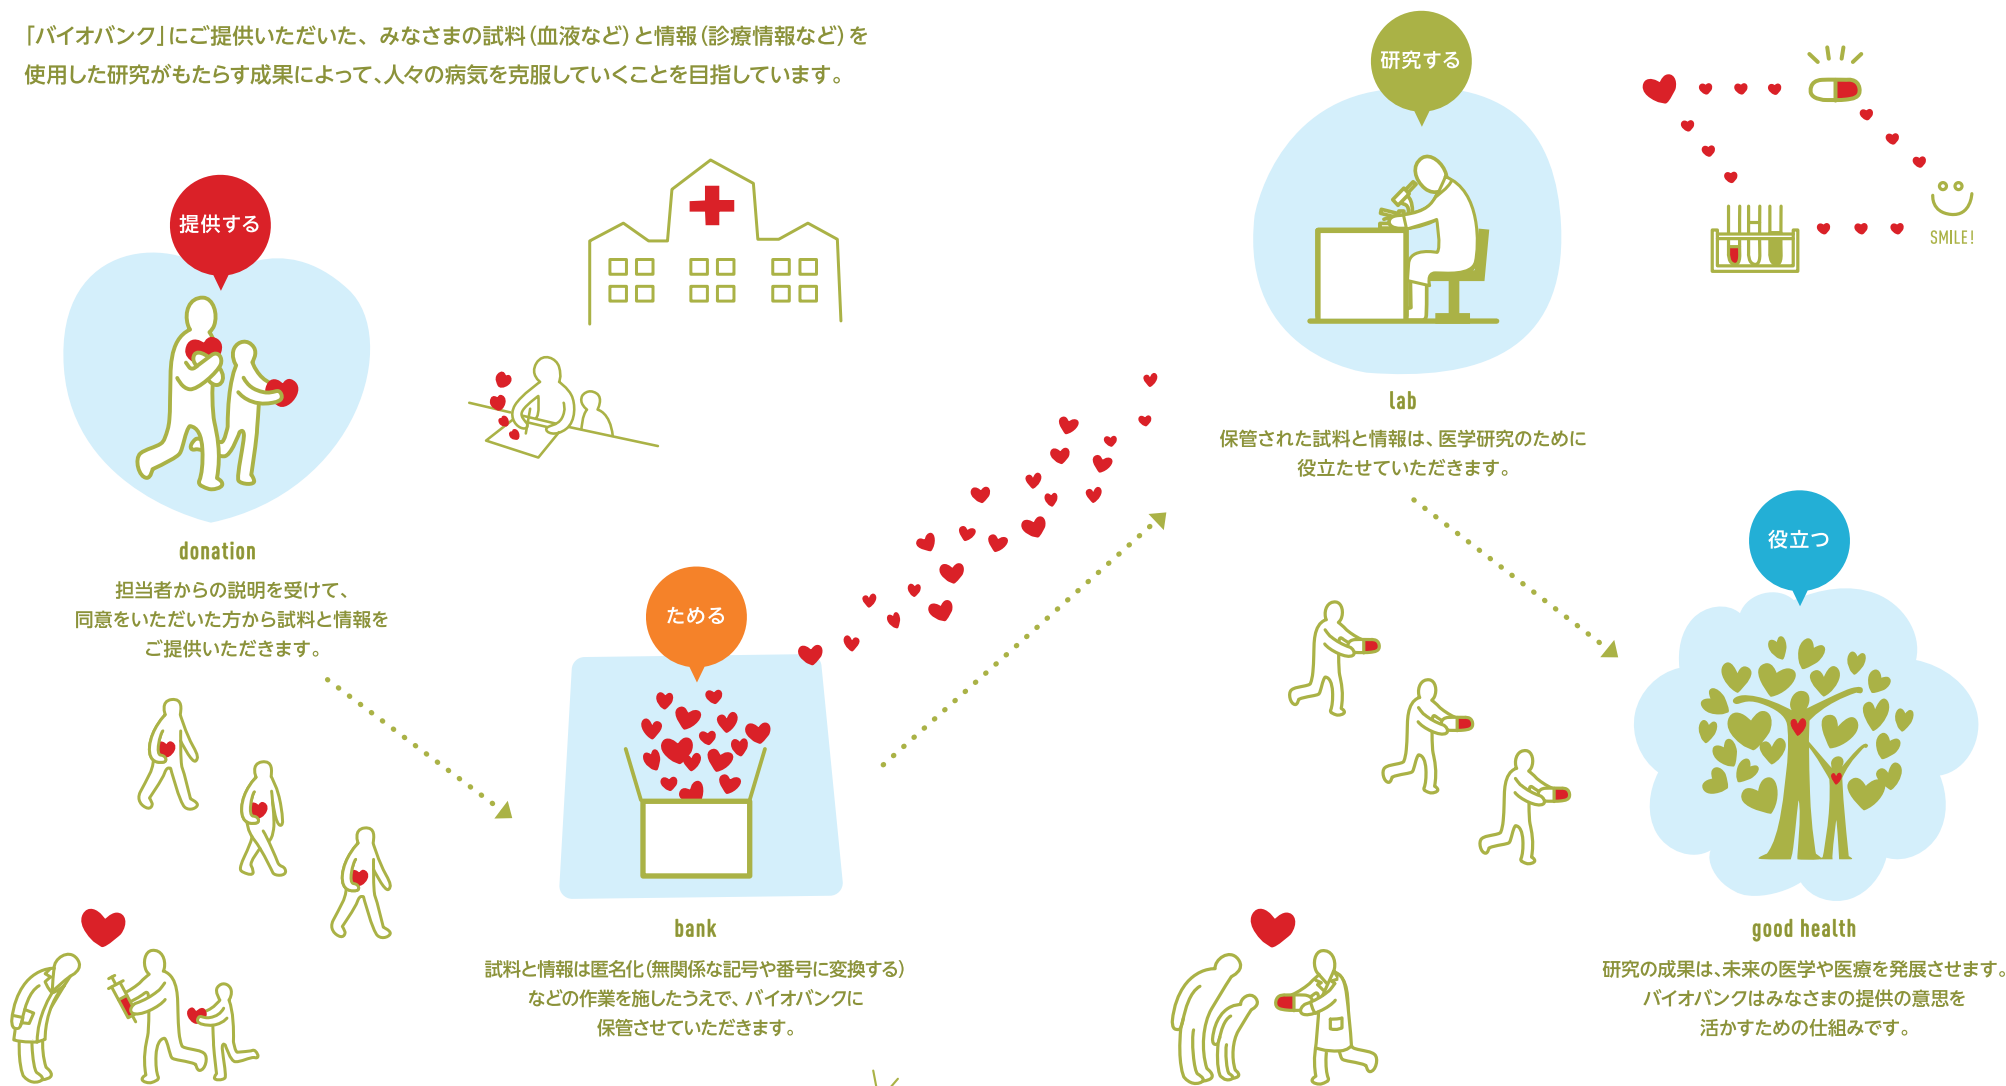 「バイオバンク」にご提供いただいた、みなさまの試料（血液など）と情報（診療情報など）を
使用した研究がもたらす成果によって、人々の病気を克服していくことを目指しています。
提供する
donation
担当者からの説明を受けて、
同意をいただいた方から試料と情報を
ご提供いただきます。
ためる
bank
試料と情報は匿名化（無関係な記号や番号に変換する）
などの作業を施したうえで、バイオバンクに
保管させていただきます。
研究する
lab
保管された試料と情報は、医学研究のために
役立たせていただきます。
SMILE!
役立つ
good health
研究の成果は、未来の医学や医療を発展させます。
バイオバンクはみなさまの提供の意思を
活かすための仕組みです。